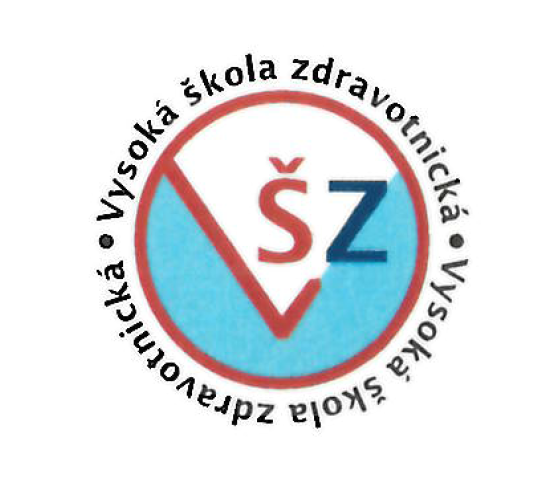 Vysoká škola zdravotnická • Vysoká škola zdravotnická •
VŠZ